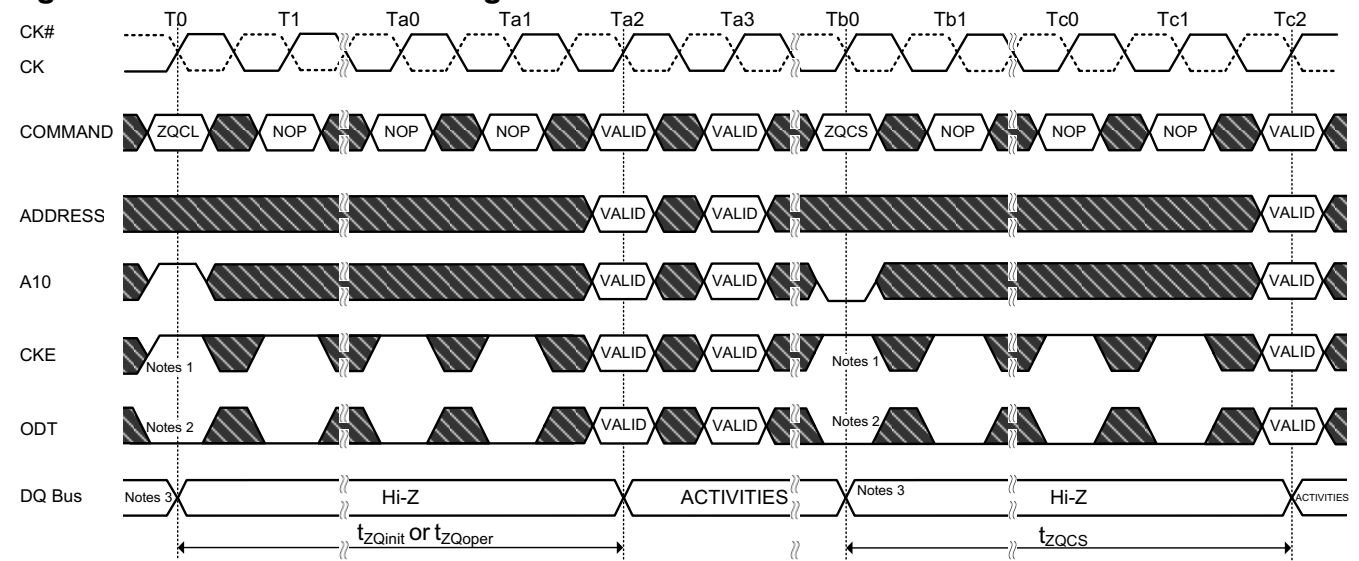 T0 T1 Ta0 Ta1 Ta2 Ta3 Tb0 Tb1 Tc0 Tc1 Tc2
CK#
CK
COMMAND ZQCL NOP NOP NOP VALID VALID ZQCS NOP NOP NOP VALID
ADDRESS VALID VALID VALID
A10 VALID VALID VALID
CKE Notes 1 VALID VALID Notes 1 VALID
ODT Notes 2 VALID VALID Notes 2 VALID
DQ Bus Notes 3 Hi-Z ACTIVITIES Notes 3 Hi-Z ACTIVITIES
tZQinit or tZQoper tZQCS